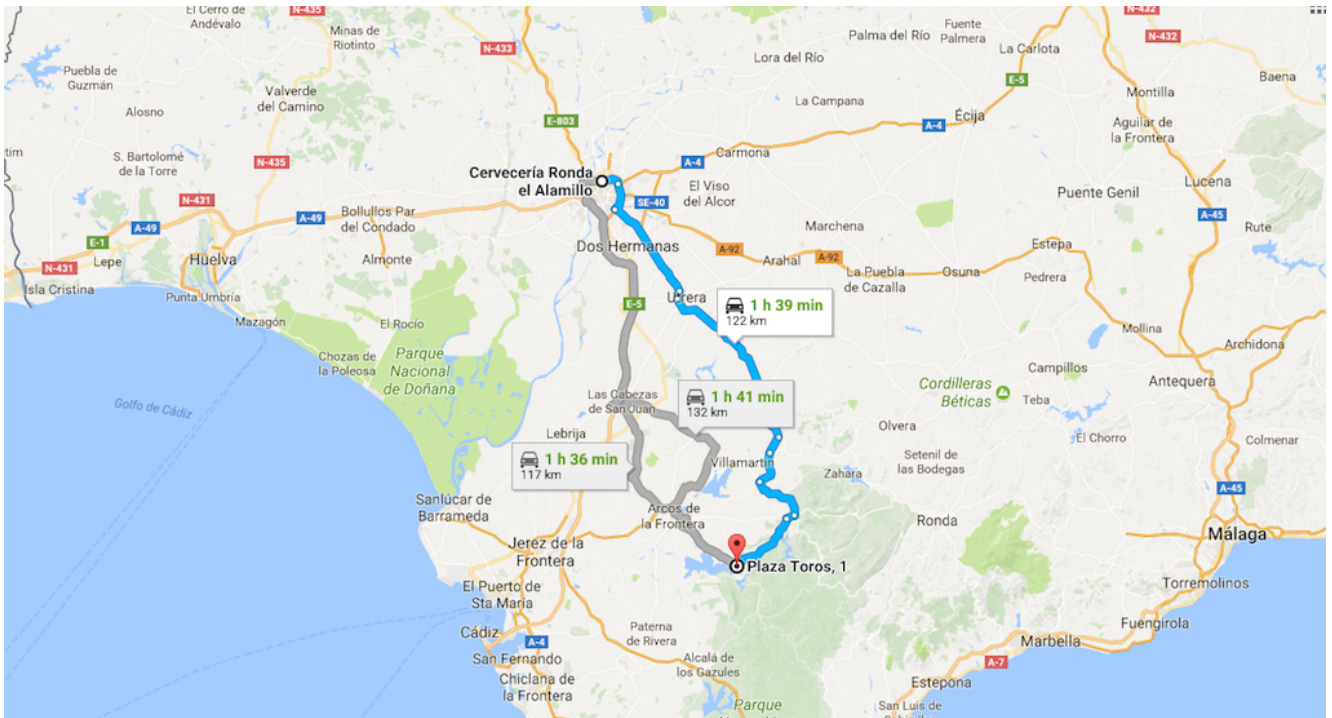 El Cerro de
Andévalo
N-435
Minas de
Riotinto
N-433
Palma del Río
Fuente
Palmera
N-432
La Carlota
N-432
Lora del Río
E-5
Baena
Puebla de
Guzmán
Valverde
del Camino
Montilla
La Campana
Alosno
E-803
Écija
A-4
Aguilar de
la Frontera
S. Bartolomé
de la Torre
N-435
Carmona
A-4
Cervecería Ronda
el Alamillo
El Viso
del Alcor
Puente Genil
Lucena
N-431
SE-40
A-49
Bollullos Par
del Condado
A-49
A-45
Marchena
Rute
E-1
Dos Hermanas
A-92
Estepa
N-431
Lepe
Huelva
Almonte
Arahal
A-92
La Puebla
de Cazalla
Osuna
Pedrera
Isla Cristina
Punta Umbría
Utrera
E-5
1 h 39 min
122 km
Mazagón
El Rocío
Mollina
Archidona
Chozas de
la Poleosa
Parque
Nacional
de Doñana
Campillos
Antequera
Cordilleras
Béticas
Teba
Las Cabezas
de San Juan
1 h 41 min
132 km
Golfo de Cádiz
Olvera
El Chorro
Colmenar
Lebrija
1 h 36 min
117 km
Villamartín
Setenil de
las Bodegas
Zahara
A-45
Sanlúcar de
Barrameda
Arcos de
la Frontera
Ronda
Málaga
Jerez de la
Frontera
Plaza Toros, 1
El Puerto de
Sta María
Torremolinos
Fuengirola
Cádiz
Paterna
de Rivera
A-4
Marbella
San Fernando
Alcalá de
los Gazules
A-7
Chiclana de
la Frontera
Estepona
Parque
San Luis de